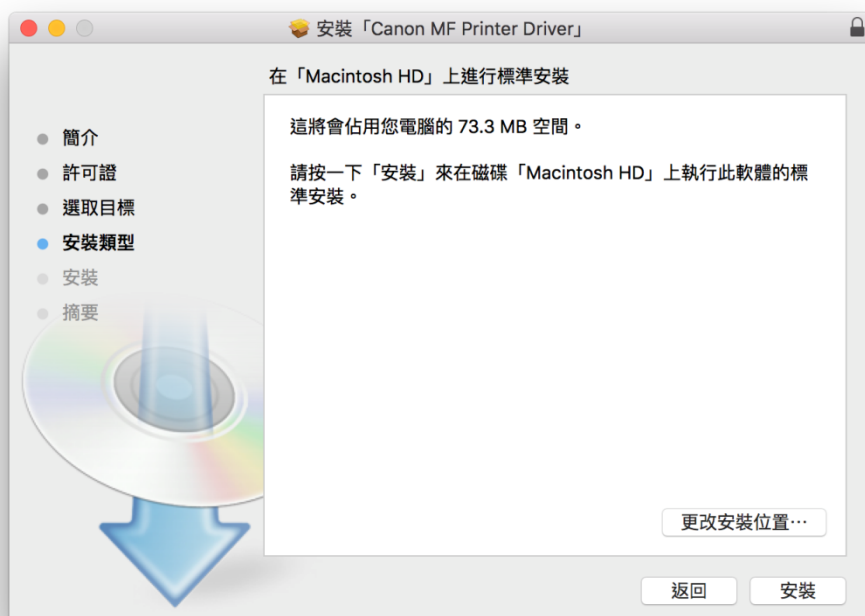 安裝「Canon MF Printer Driver」
在「Macintosh HD」上進行標準安裝
簡介
許可證
選取目標
安裝類型
安裝
摘要
這將會佔用您電腦的 73.3 MB 空間。
請按一下「安裝」來在磁碟「Macintosh HD」上執行此軟體的標
準安裝。
更改安裝位置⋯
返回
安裝